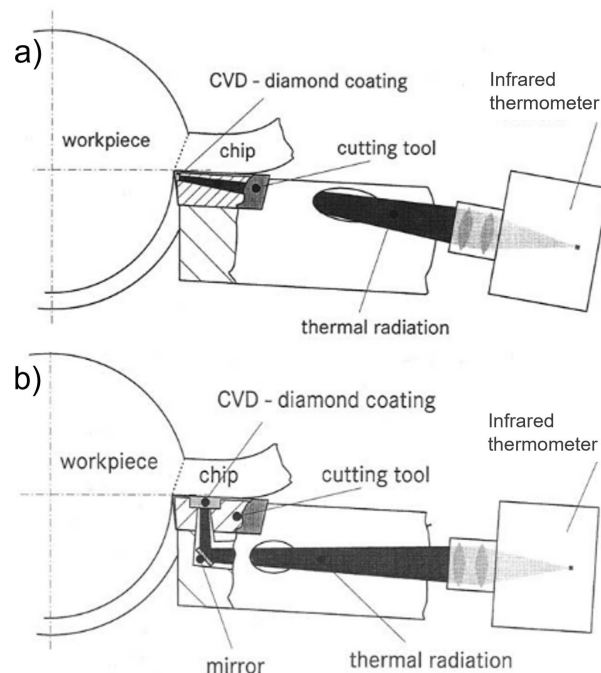 a)
CVD - diamond coating
Infrared
thermometer
workpiece
chip
cutting tool
thermal radiation
b)
CVD - diamond coating
Infrared
thermometer
workpiece
chip
cutting tool
mirror
thermal radiation